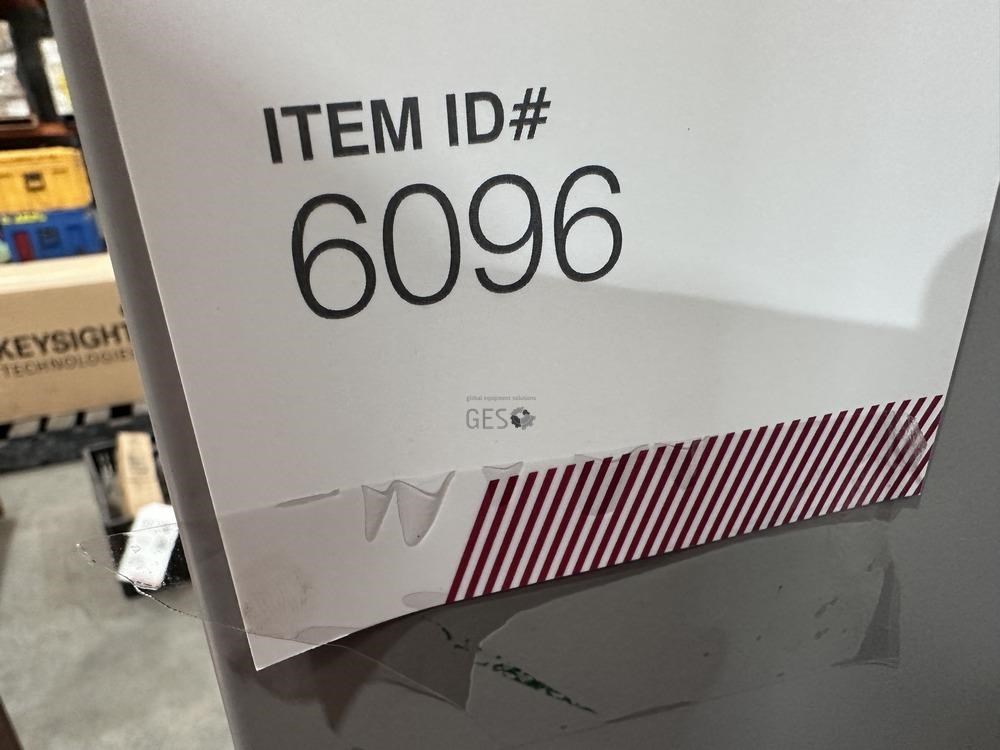 ITEM ID#
6096
KEYSIGHT
TECHNOLOGIES
global equipment solutions
GES